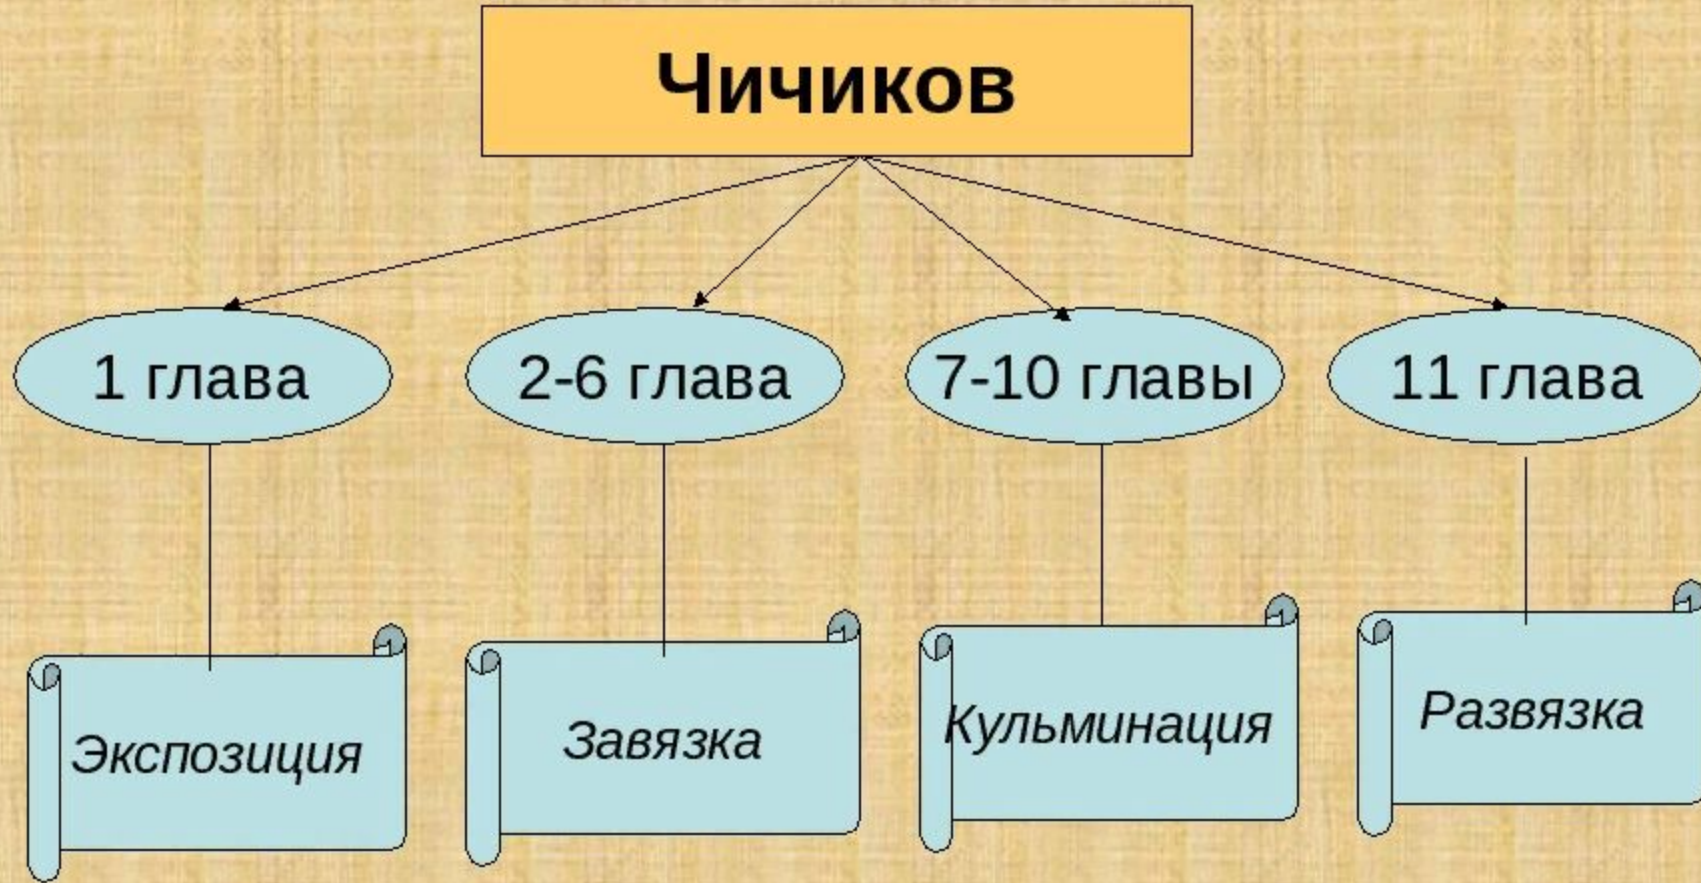 Чичиков
1 глава
2-6 глава
7-10 главы
11 глава
Экспозиция
Завязка
Кульминация
Развязка